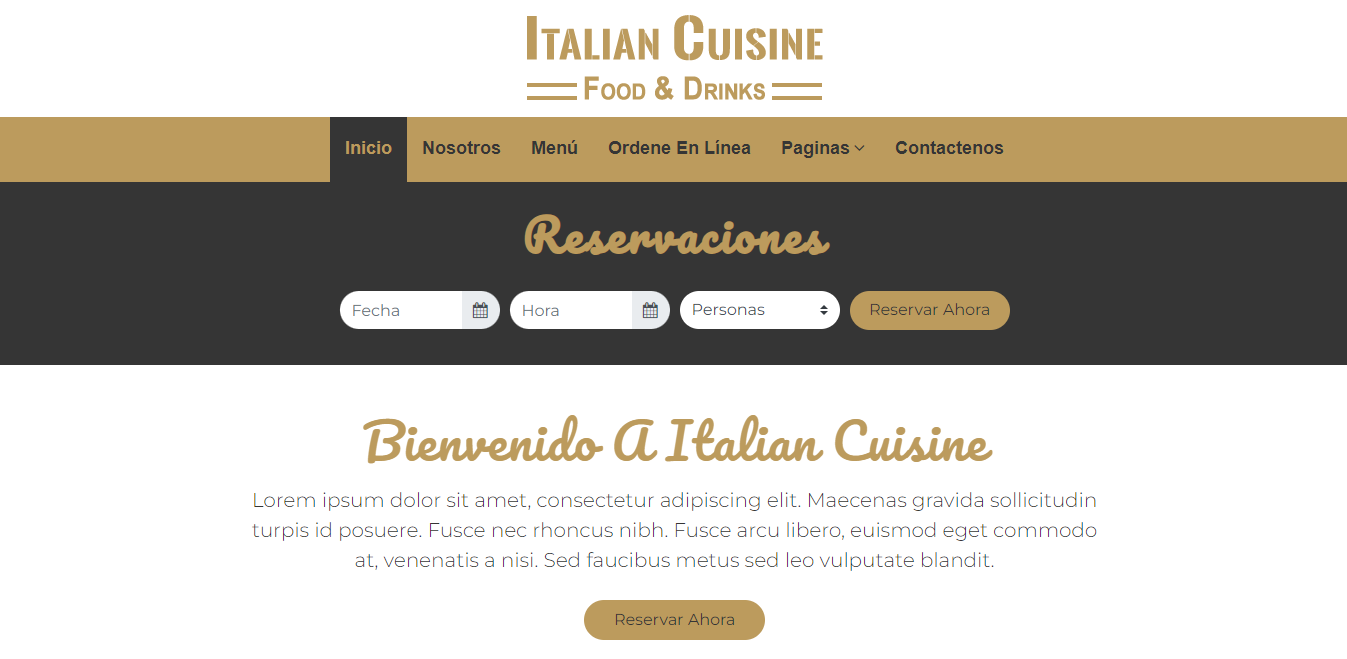 Italian Cuisine
Food & Drinks
Inicio Nosotros Menú Ordene En Línea Paginas Contactenos
Reservaciones
Fecha Hora Personas Reservar Ahora
Bienvenido A Italian Cuisine
Lorem ipsum dolor sit amet, consectetur adipiscing elit. Maecenas gravida sollicitudin
turpis id posuere. Fusce nec rhoncus nibh. Fusce arcu libero, euismod eget commodo
at, venenatis a nisi. Sed faucibus metus sed leo vulputate blandit.
Reservar Ahora